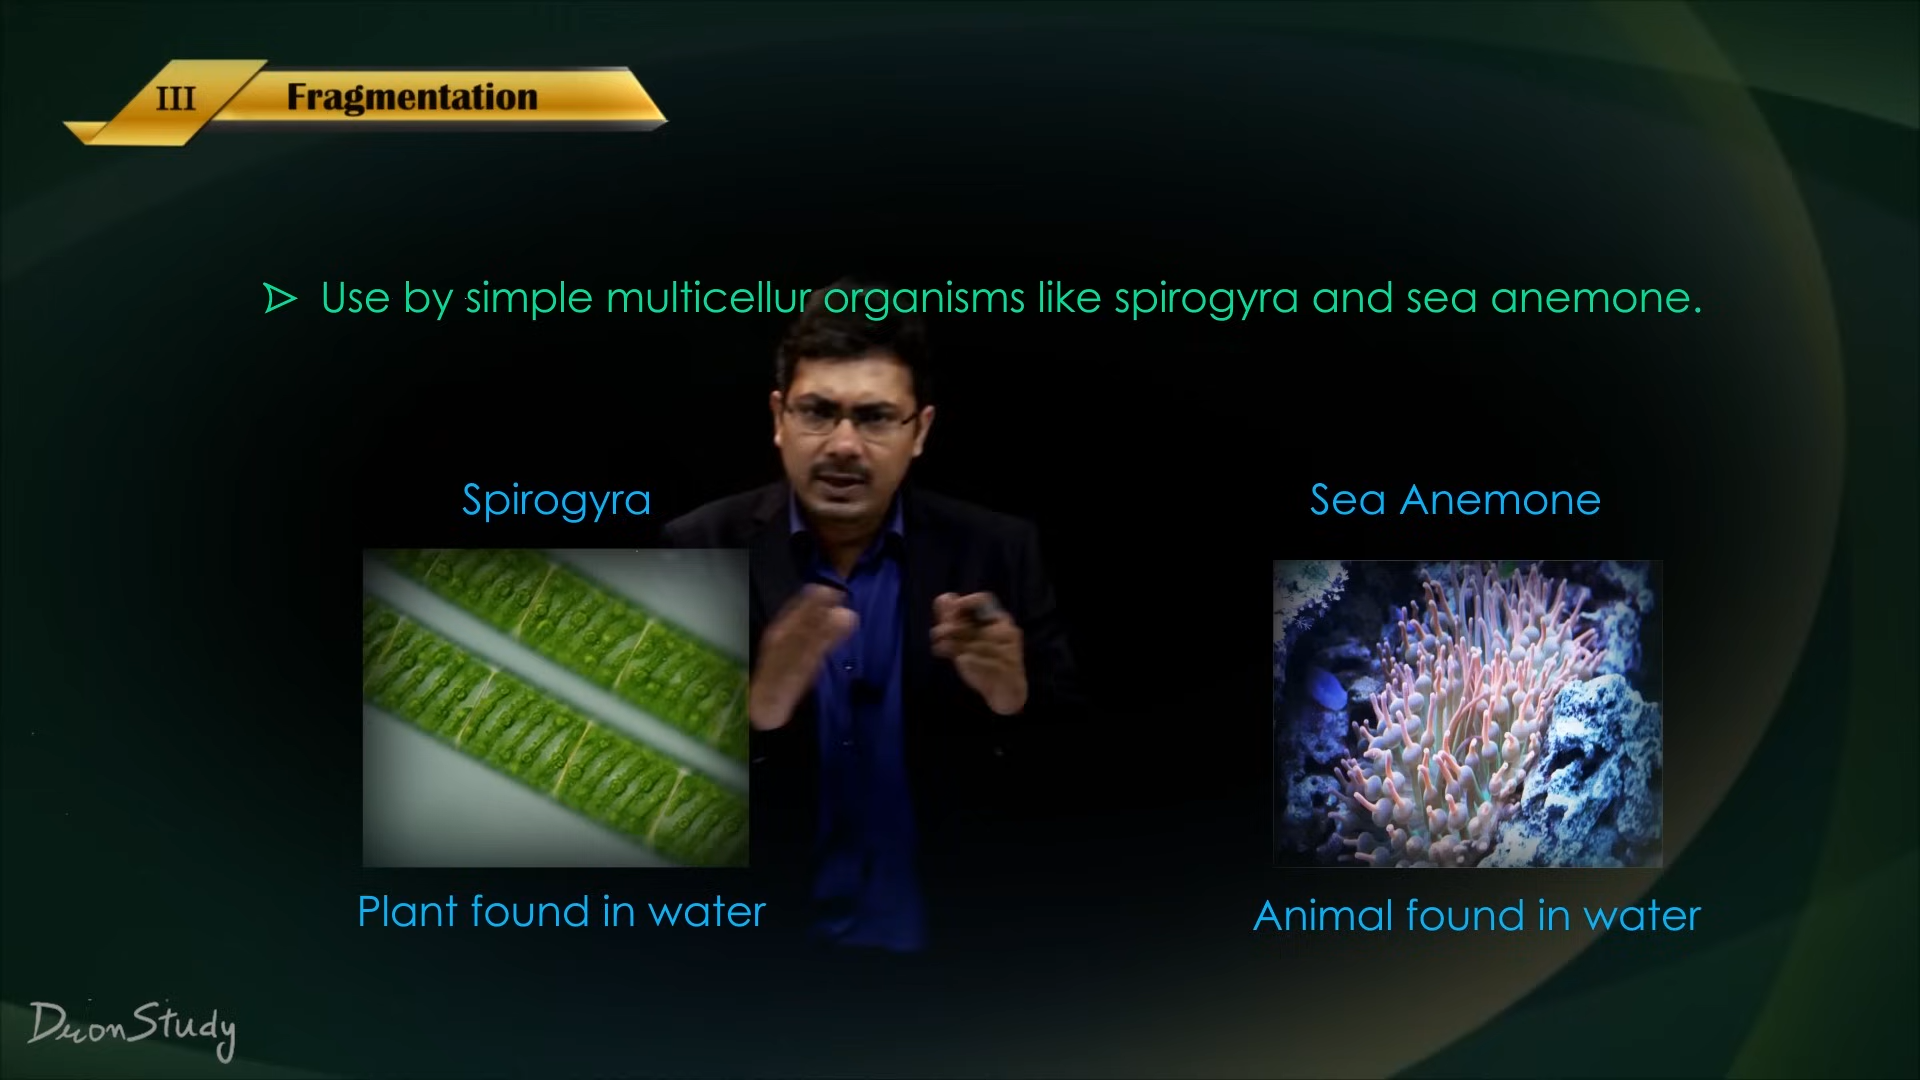 III Fragmentation
Use by simple multicellur organisms like spirogyra and sea anemone.
Spirogyra
Sea Anemone
Plant found in water
Animal found in water
DronStudy